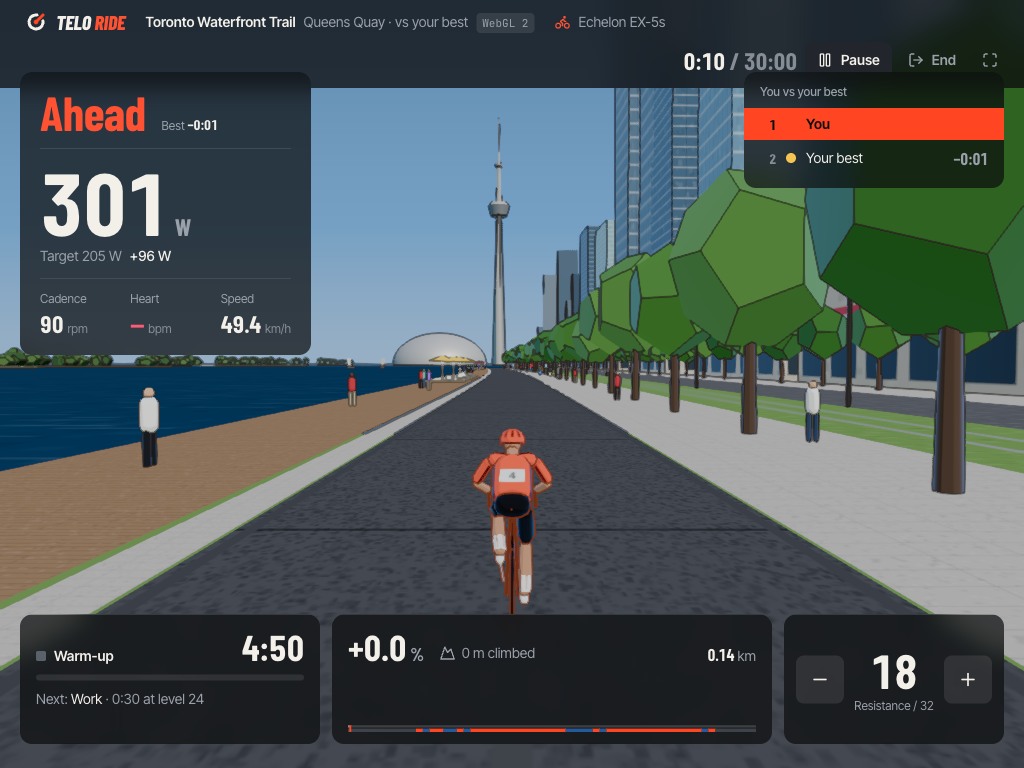 TELO RIDE Toronto Waterfront Trail Queens Quay · vs your best WebGL 2 Echelon EX-5s
0:10 / 30:00 Pause End
Ahead Best −0:01
301 W
Target 205 W +96 W
Cadence Heart Speed
90 rpm – bpm 49.4 km/h
You vs your best
1 You
2 Your best −0:01
4
Warm-up 4:50
Next: Work · 0:30 at level 24
+0.0 % 0 m climbed 0.14 km
− 18 +
Resistance / 32